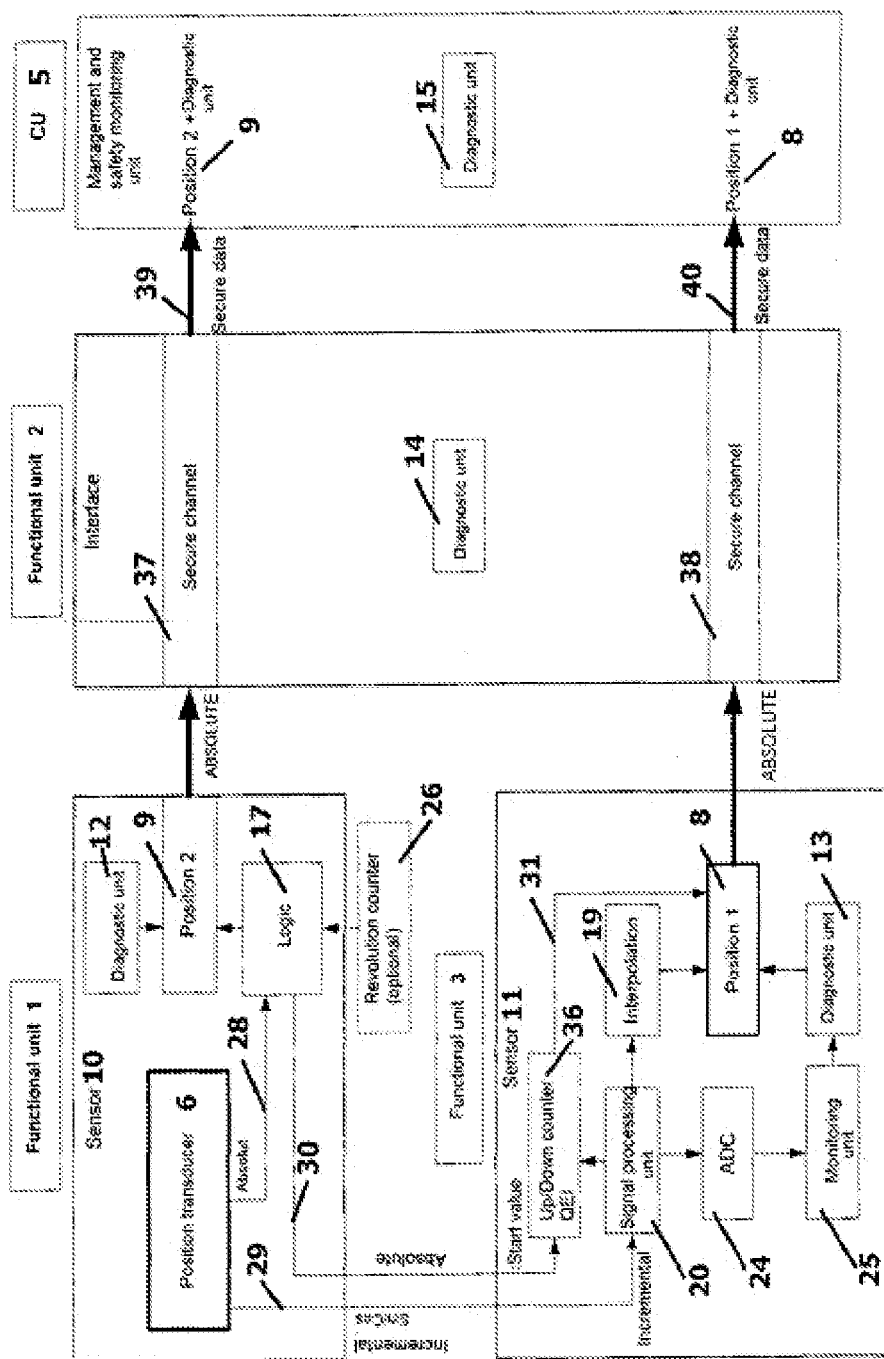 Functional unit 1
Sensor 10
Position transducer 6
Absolut
28
29
30
Diagnostic unit
12
Position 2
9
Logic
17
Revolution counter
(optional)
26
ABSOLUTE
Incremental
Sin/Cos
Absolute
Functional unit 3
Sensor 11
Start value
Up/Down counter
QEI
36
31
Incremental
Signal processing
unit
20
Interpolation
19
ADC
24
Position 1
8
Monitoring
unit
25
Diagnostic unit
13
ABSOLUTE
Functional unit 2
Interface
37
Secure channel
Diagnostic unit
14
38
Secure channel
39
Secure data
40
Secure data
CU 5
Management and
safety monitoring
unit
Position 2 +Diagnostic
unit
9
Diagnostic unit
15
Position 1 + Diagnostic
unit
8